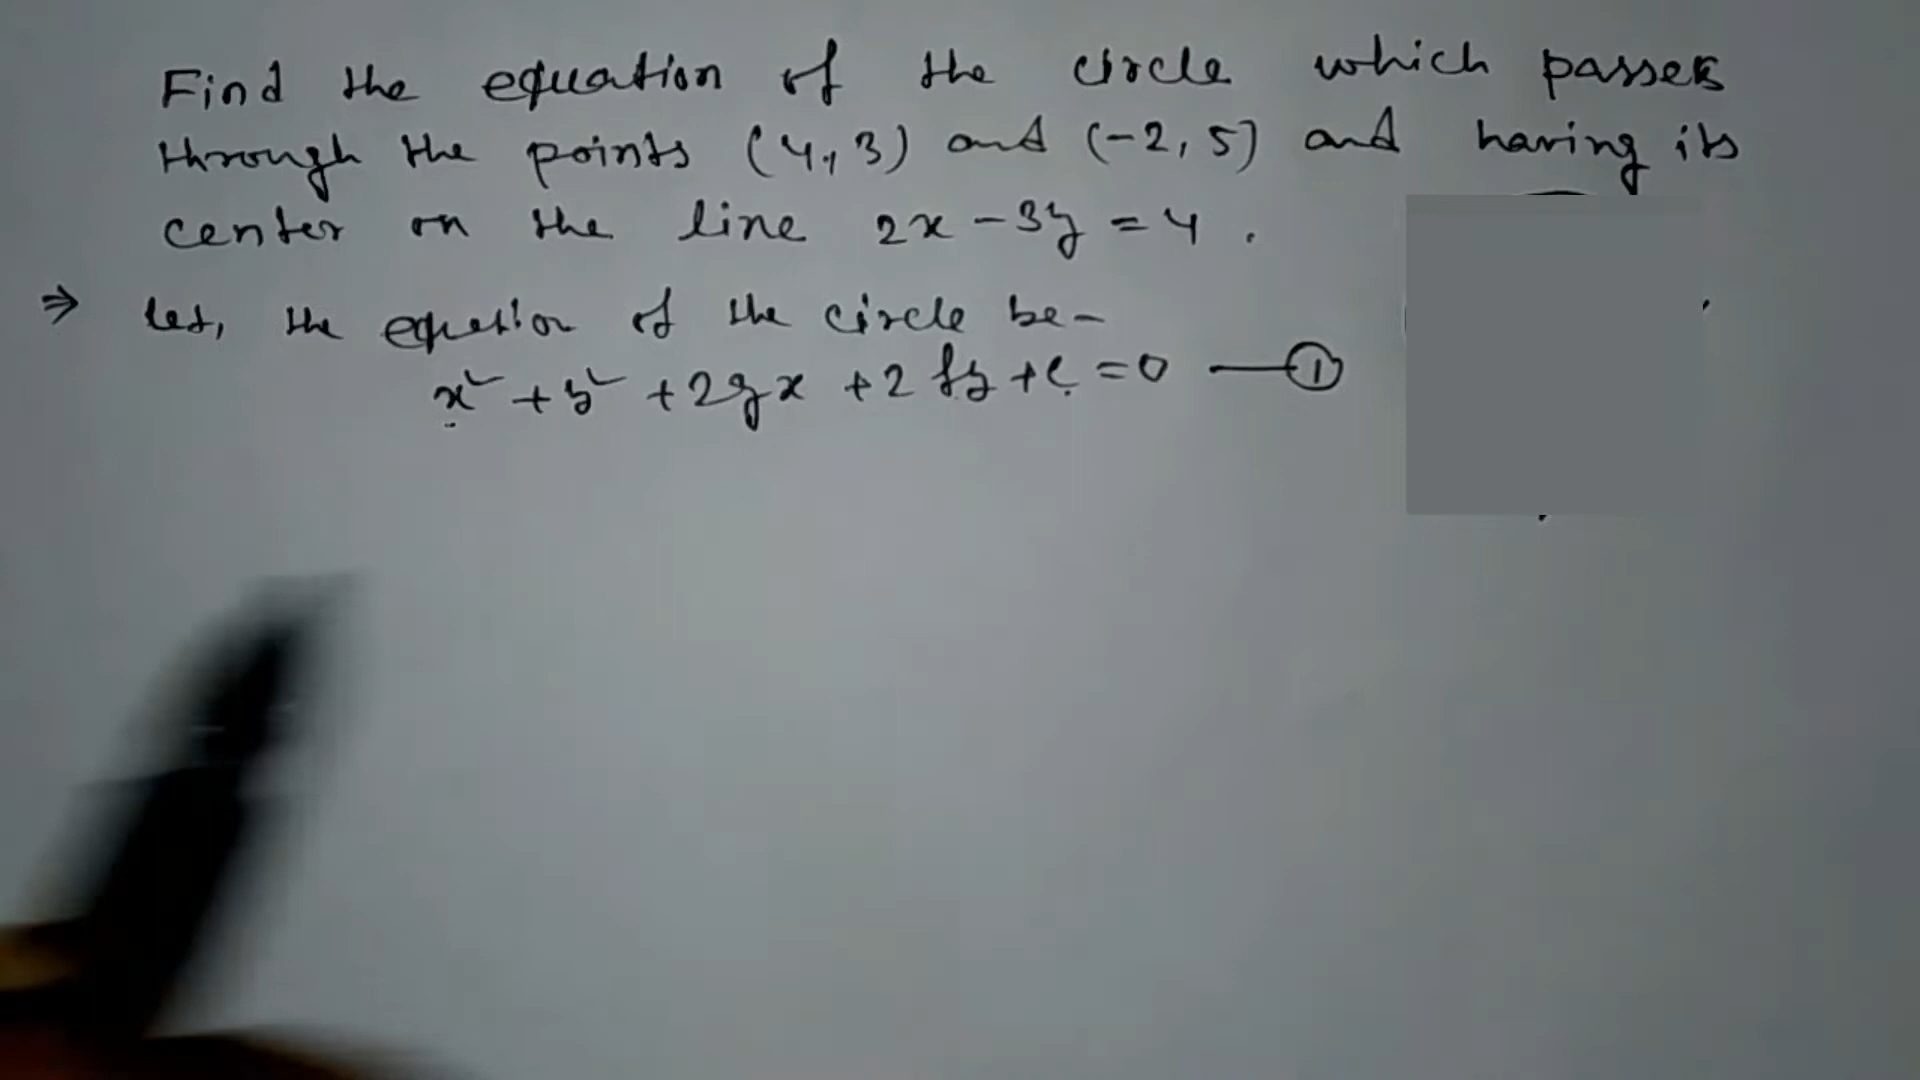 Find the equation of the circle which passes
through the points (4, 3) and (-2, 5) and having its
center on the line 2x - 3y = 4 .
⇒ let, the equation of the circle be-
x² + y² + 2gx + 2fy + c = 0 —①